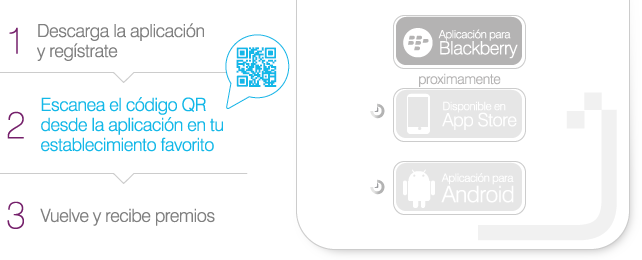 1
Descarga la aplicación
y regístrate
2
Escanea el código QR
desde la aplicación en tu
establecimiento favorito
3
Vuelve y recibe premios
Aplicación para
Blackberry
proximamente
Disponible en
App Store
Aplicación para
Android